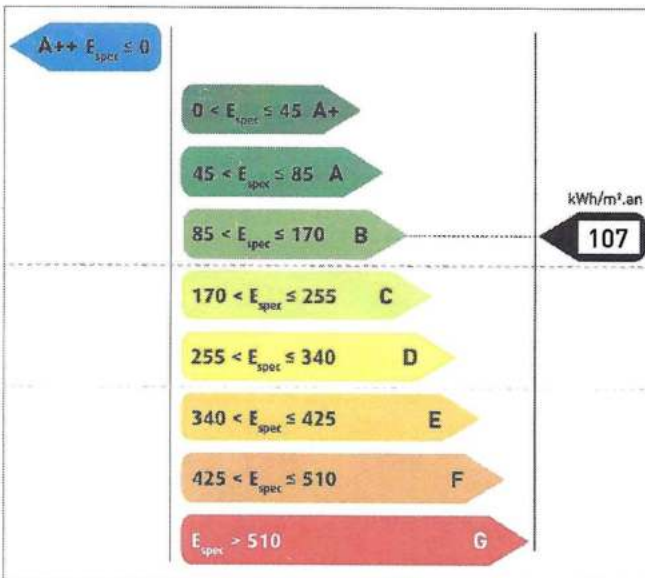 A++ Espec ≤ 0
0 < Espec ≤ 45 A+
45 < Espec ≤ 85 A
kWh/m².an
85 < Espec ≤ 170 B
107
170 < Espec ≤ 255 C
255 < Espec ≤ 340 D
340 < Espec ≤ 425 E
425 < Espec ≤ 510 F
Espec > 510 G